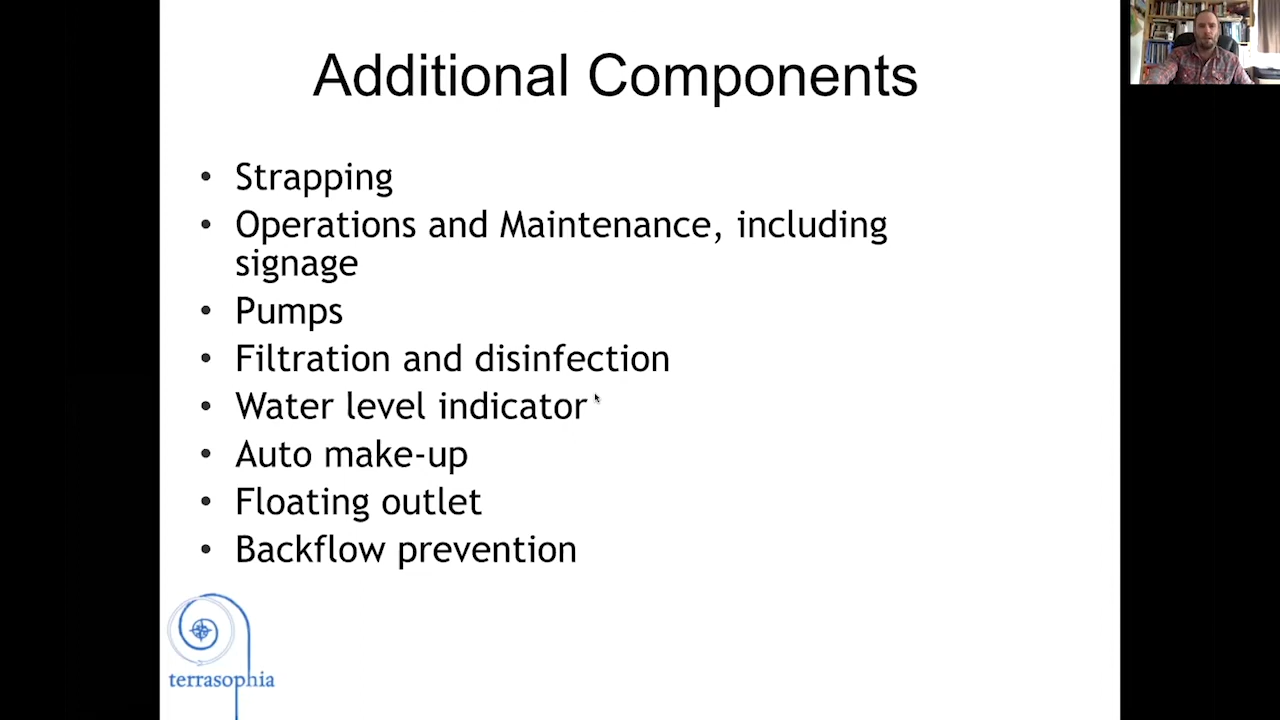 Additional Components
• Strapping
• Operations and Maintenance, including
signage
• Pumps
• Filtration and disinfection
• Water level indicator
• Auto make-up
• Floating outlet
• Backflow prevention
terrasophia